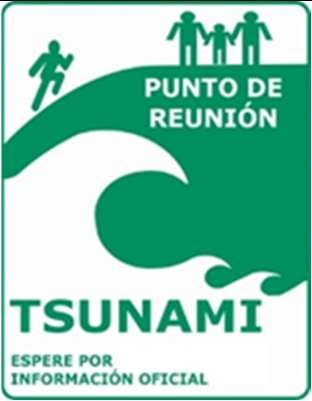 PUNTO DE
REUNIÓN
TSUNAMI
ESPERE POR
INFORMACIÓN OFICIAL